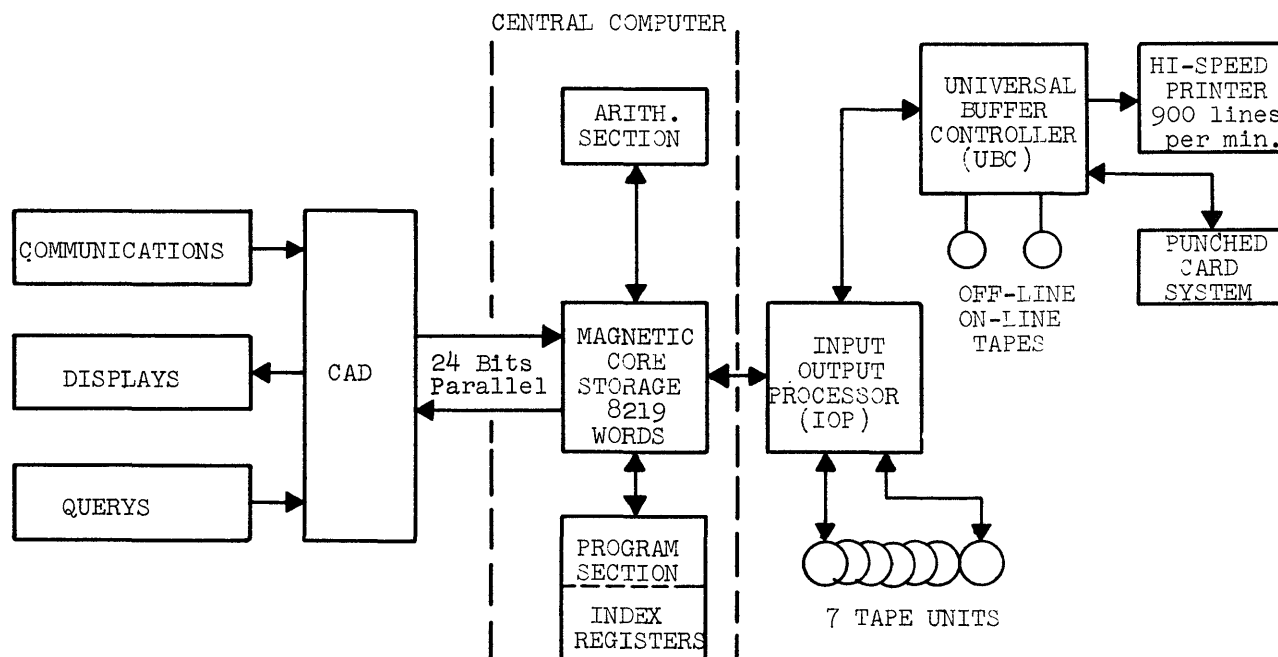 CENTRAL COMPUTER
ARITH.
SECTION
UNIVERSAL
BUFFER
CONTROLLER
(UBC)
HI-SPEED
PRINTER
900 lines
per min.
COMMUNICATIONS
DISPLAYS
QUERYS
CAD
24 Bits
Parallel
MAGNETIC
CORE
STORAGE
8219
WORDS
INPUT
OUTPUT
PROCESSOR
(IOP)
OFF-LINE
ON-LINE
TAPES
PUNCHED
CARD
SYSTEM
PROGRAM
SECTION
INDEX
REGISTERS
7 TAPE UNITS